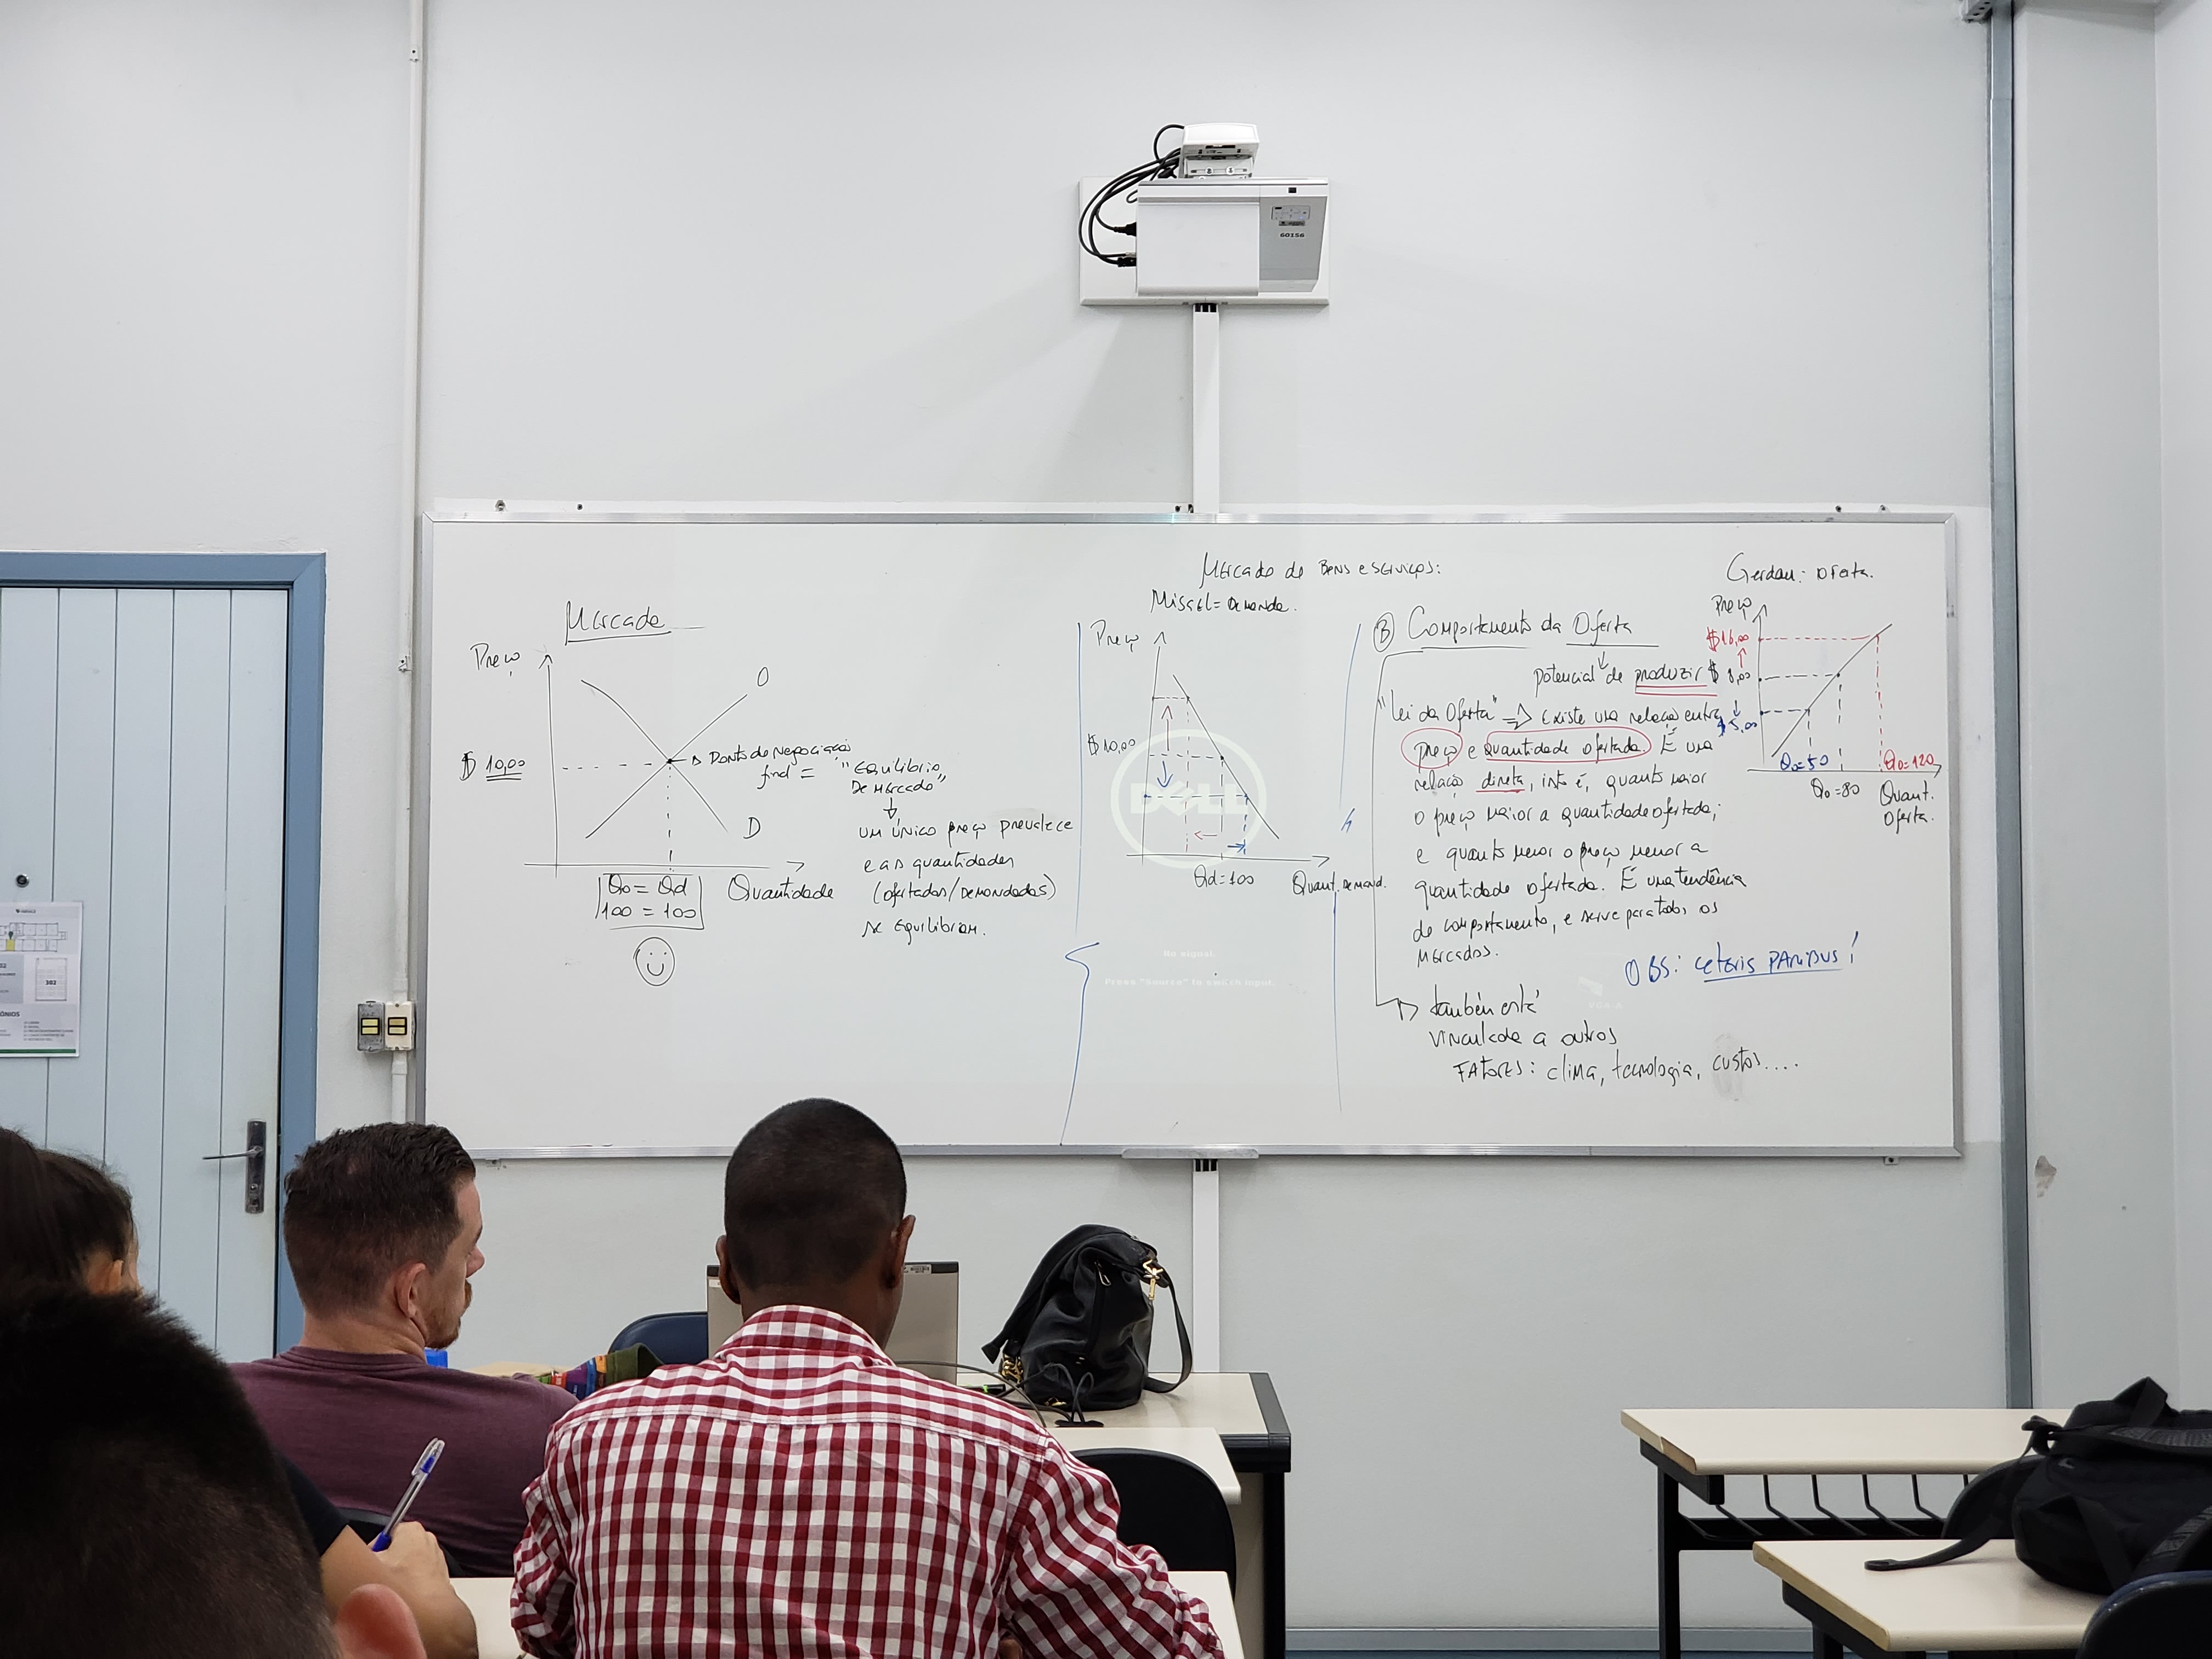 60156
Mercado de Bens e serviços:
Misael = Demanda.
Gerdau: Oferta.
Mercado
Preço
O
$ 10,00
Ponto de Negociação
find = "Equilíbrio
De Mercado"
um único preço prevalece
e as quantidades
(ofertadas/demandadas)
se equilibram.
D
Qo = Qd
100 = 100
Quantidade
Preço
$ 10,00
DELL
Qd=100
Quant. Demand.
No signal.
Press "Source" to switch input.
B Comportamento da Oferta
potencial de produzir
"lei da Oferta" => Existe uma relação entre
preço e quantidade ofertada. É uma
relação direta, isto é, quanto maior
o preço maior a quantidade ofertada;
e quanto menor o preço menor a
quantidade ofertada. É uma tendência
de comportamento, e serve para todos os
mercados.
OBS: ceteris PARIBUS!
também está
vinculada a outros
FATORES: clima, tecnologia, custos....
Preço
$16,00
$ 8,00
$5,00
Qo=50
Qo=120
Qo=80
Quant.
Oferta.
302